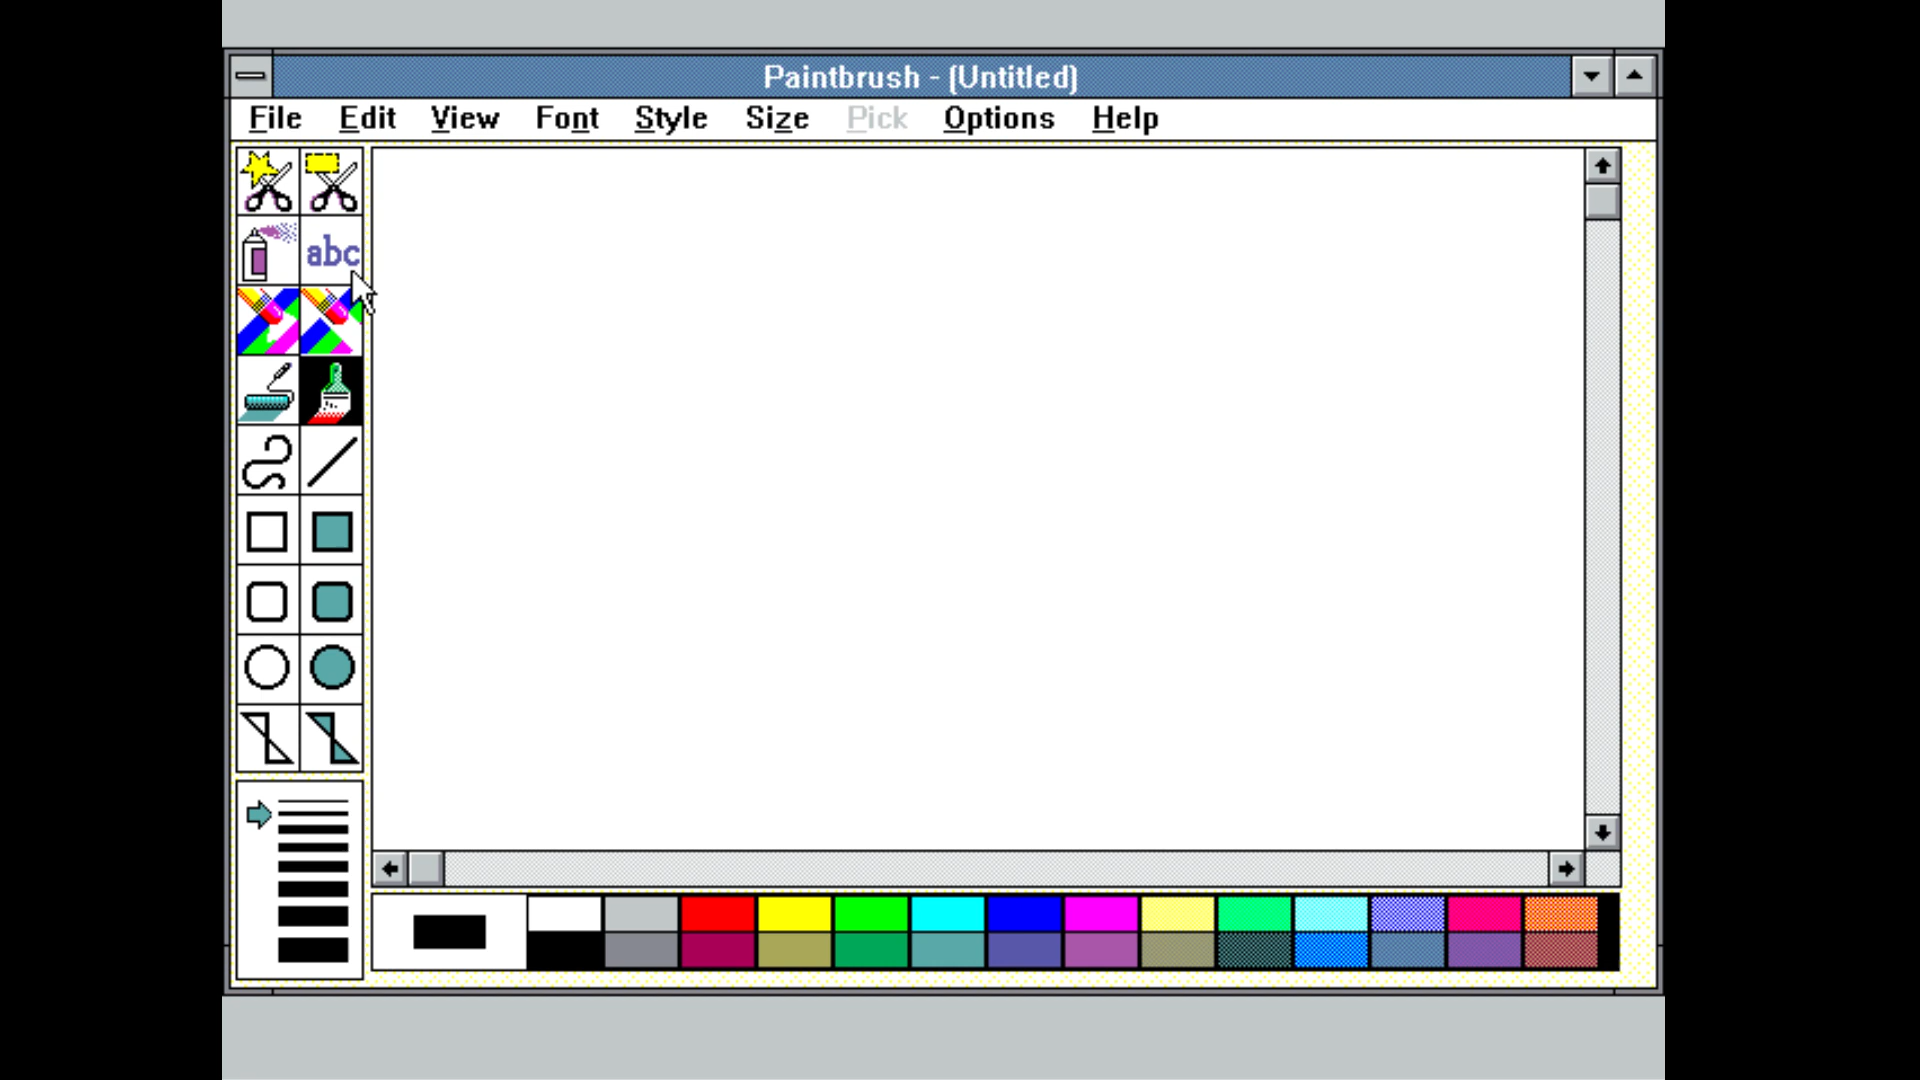 Paintbrush - (Untitled)
File Edit View Font Style Size Pick Options Help
abc